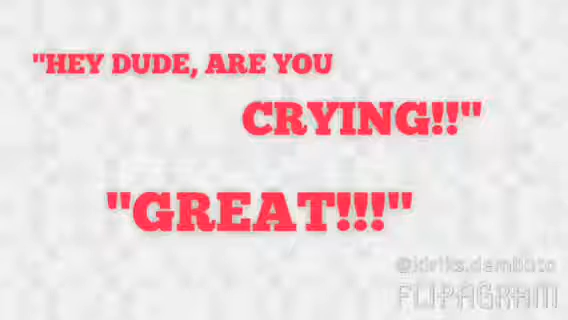 "HEY DUDE, ARE YOU
CRYING!!"
"GREAT!!!"
FLIPAGRAM